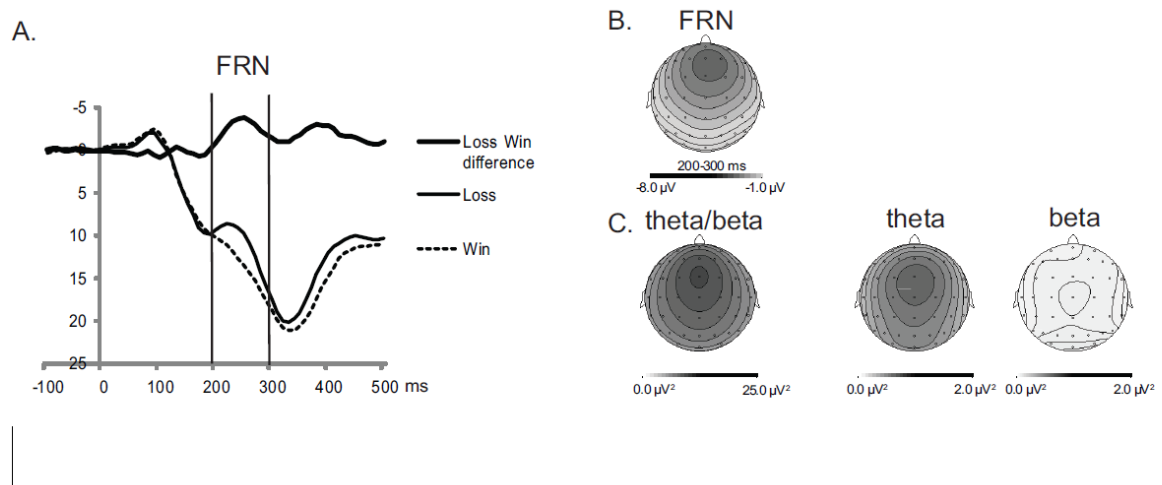 A.
FRN
-5
0
5
10
15
20
25
-100
0
100
200
300
400
500
ms
Loss Win
difference
Loss
Win
B.
FRN
200-300 ms
-8.0 µV
-1.0 µV
C.
theta/beta
theta
beta
0.0 µV²
25.0 µV²
0.0 µV²
2.0 µV²
0.0 µV²
2.0 µV²